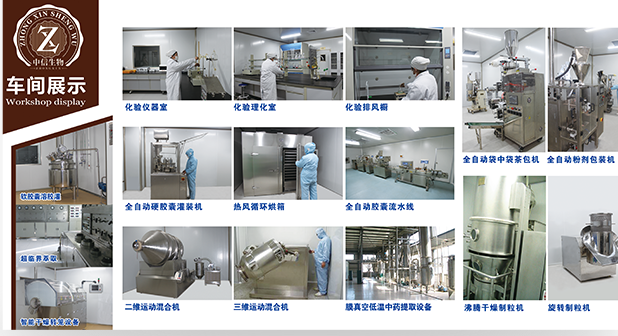 ZHONG XIN SHENG WU
Z
中信生物
车间展示
Workshop display
化验仪器室
化验理化室
化验排风橱
全自动袋中袋茶包机
全自动粉剂包装机
软胶囊溶胶灌
全自动硬胶囊灌装机
热风循环烘箱
全自动胶囊流水线
超临界萃取
智能干燥转笼设备
二维运动混合机
三维运动混合机
膜真空低温中药提取设备
沸腾干燥制粒机
旋转制粒机